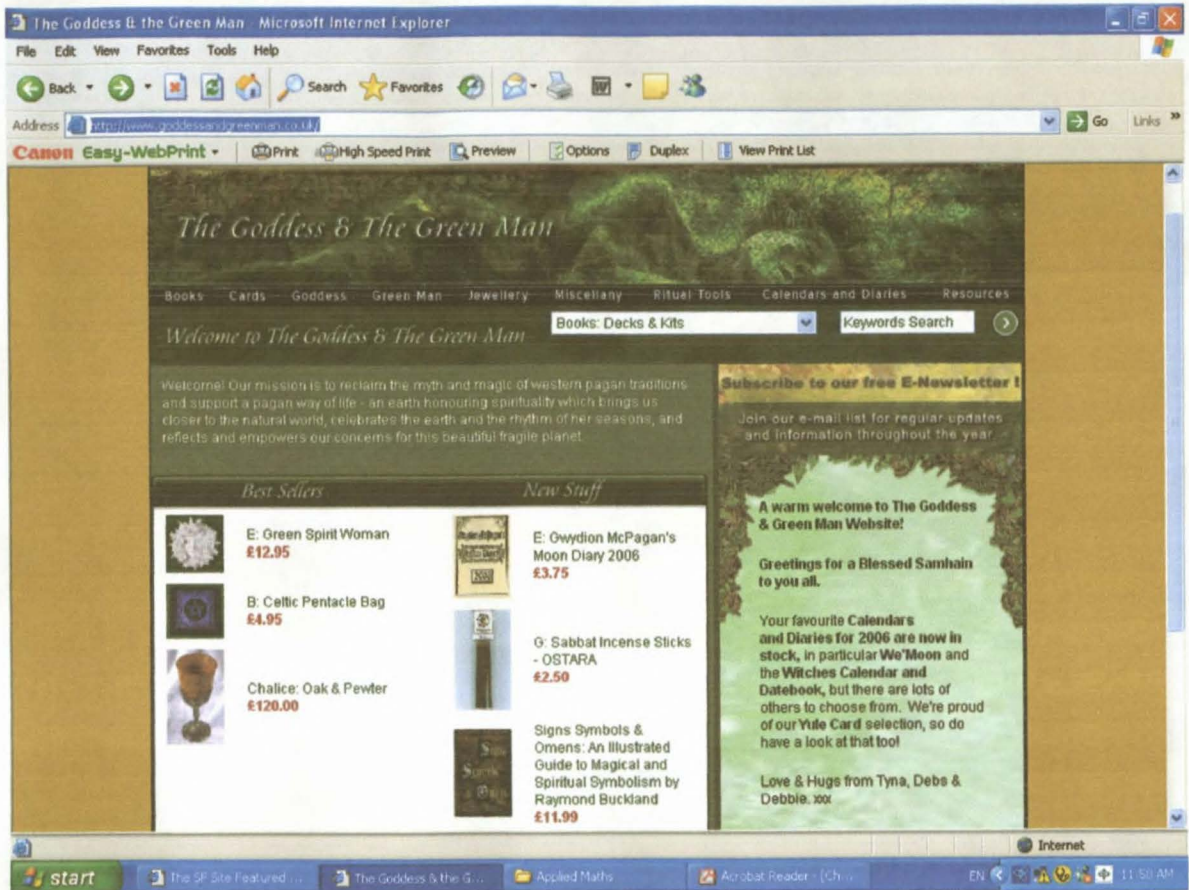 The Goddess & the Green Man - Microsoft Internet Explorer
File Edit View Favorites Tools Help
Back Search Favorites
Address http://www.goddessandgreenman.co.uk/ Go Links »
Canon Easy-WebPrint Print High Speed Print Preview Options Duplex View Print List
The Goddess & The Green Man
Books Cards Goddess Green Man Jewellery Miscellany Ritual Tools Calendars and Diaries Resources
Welcome to The Goddess & The Green Man
Books: Decks & Kits Keywords Search
Welcome! Our mission is to reclaim the myth and magic of western pagan traditions
and support a pagan way of life - an earth honouring spirituality which brings us
closer to the natural world, celebrates the earth and the rhythm of her seasons, and
reflects and empowers our concerns for this beautiful fragile planet.
Best Sellers
E: Green Spirit Woman
£12.95
B: Celtic Pentacle Bag
£4.95
Chalice: Oak & Pewter
£120.00
New Stuff
E: Gwydion McPagan's
Moon Diary 2006
£3.75
G: Sabbat Incense Sticks
- OSTARA
£2.50
Signs Symbols &
Omens: An Illustrated
Guide to Magical and
Spiritual Symbolism by
Raymond Buckland
£11.99
Subscribe to our free E-Newsletter !
Join our e-mail list for regular updates
and information throughout the year.
A warm welcome to The Goddess
& Green Man Website!
Greetings for a Blessed Samhain
to you all.
Your favourite Calendars
and Diaries for 2006 are now in
stock, in particular We'Moon and
the Witches Calendar and
Datebook, but there are lots of
others to choose from. We're proud
of our Yule Card selection, so do
have a look at that too!
Love & Hugs from Tyna, Debs &
Debbie. xxx
Internet
start The SF Site Featured ... The Goddess & the G... Applied Maths Acrobat Reader - [Ch... EN 11:50 AM